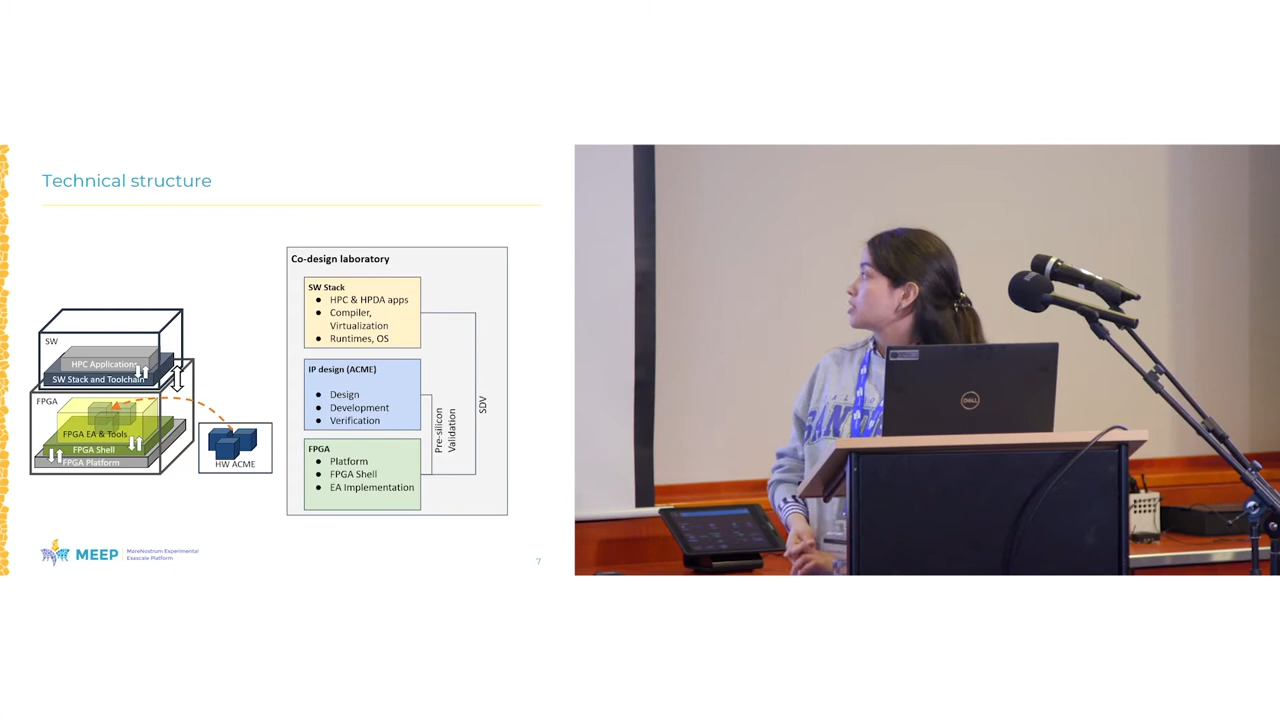 Technical structure
SW
HPC Applications
SW Stack and Toolchain
FPGA
FPGA EA & Tools
FPGA Shell
FPGA Platform
HW ACME
Co-design laboratory
SW Stack
● HPC & HPDA apps
● Compiler,
Virtualization
● Runtimes, OS
IP design (ACME)
● Design
● Development
● Verification
FPGA
● Platform
● FPGA Shell
● EA Implementation
Pre-silicon
Validation
SDV
MEEP
MareNostrum Experimental
Exascale Platform
7
DELL